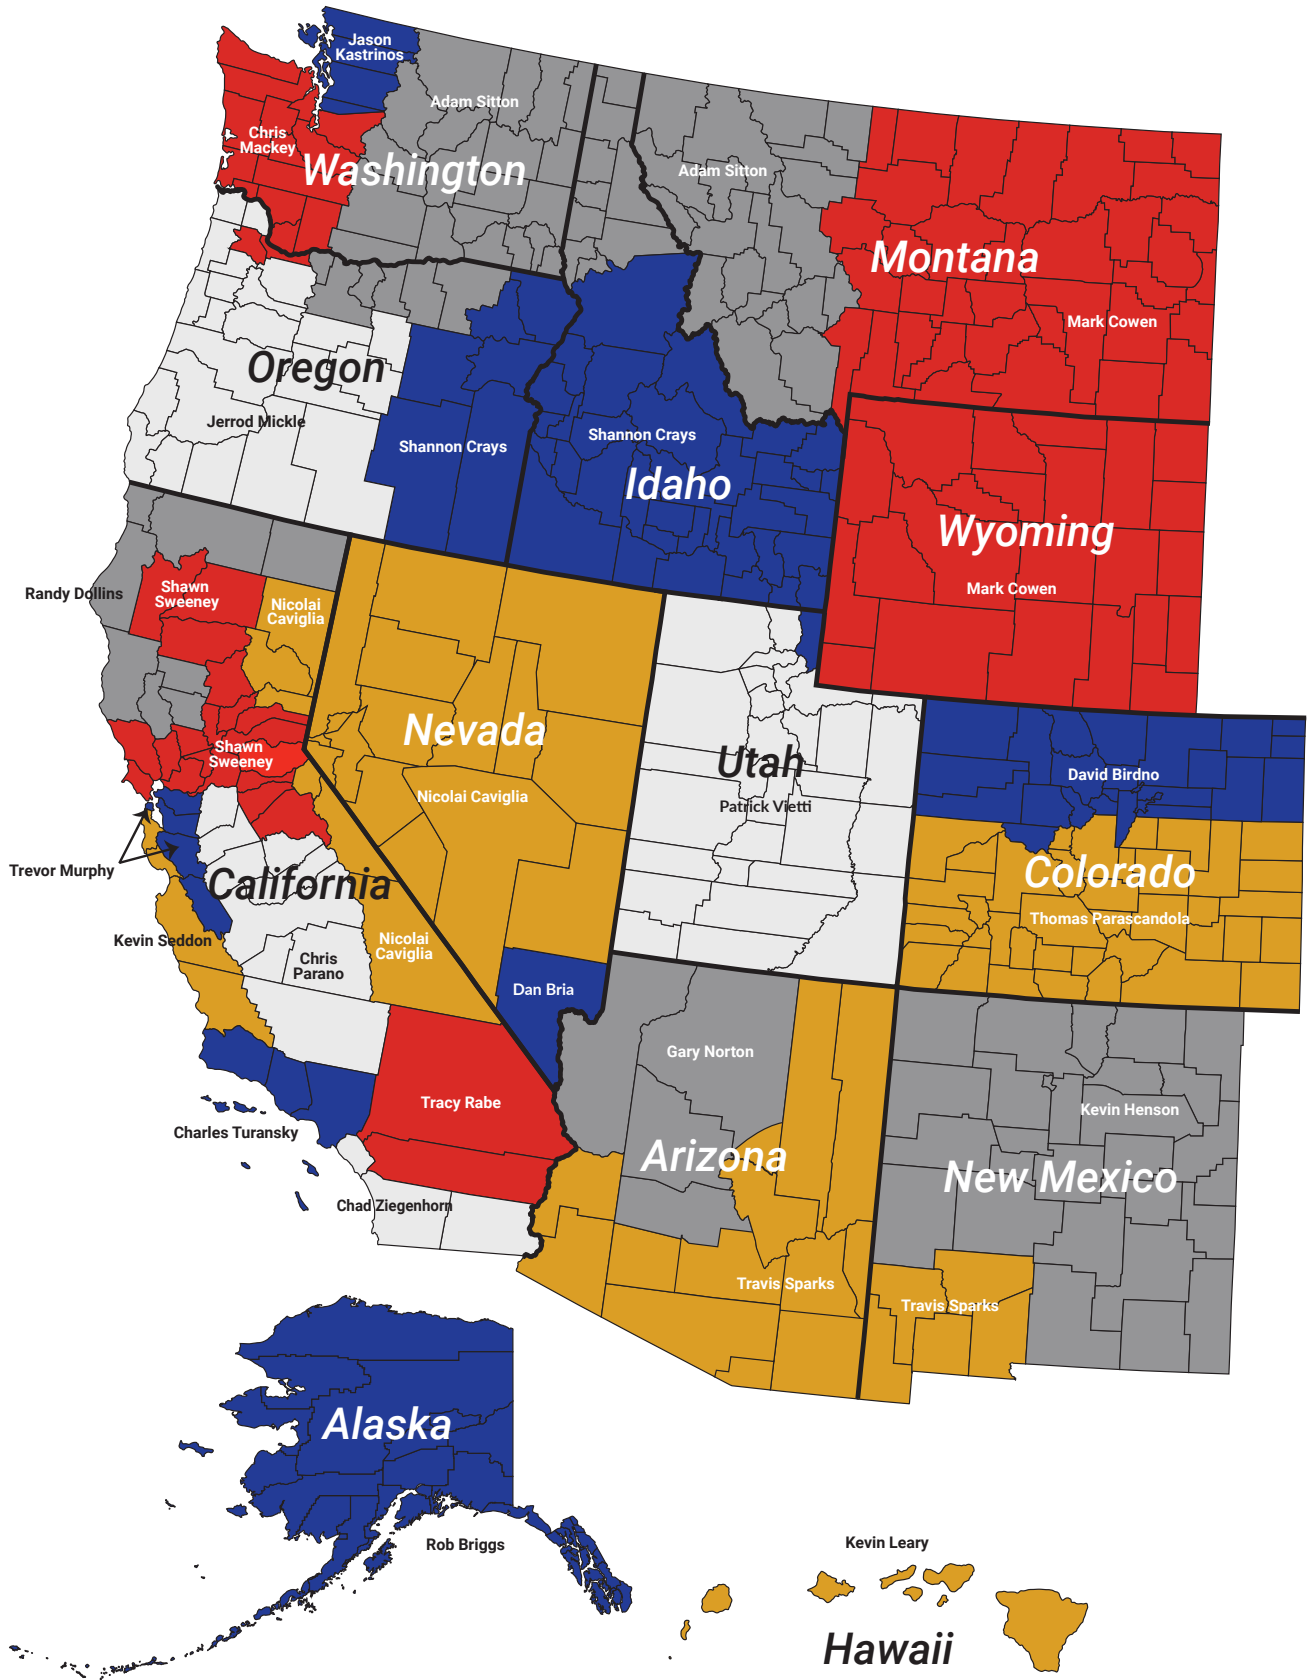 Jason
Kastrinos
Adam Sitton
Chris
Mackey
Washington
Adam Sitton
Montana
Mark Cowen
Oregon
Jerrod Mickle
Shannon Crays
Shannon Crays
Idaho
Wyoming
Mark Cowen
Randy Dollins
Shawn
Sweeney
Nicolai
Caviglia
Nevada
Nicolai Caviglia
Shawn
Sweeney
Utah
Patrick Vietti
David Birdno
Colorado
Thomas Parascandola
Trevor Murphy
California
Kevin Seddon
Chris
Parano
Nicolai
Caviglia
Dan Bria
Gary Norton
Arizona
Tracy Rabe
Charles Turansky
Chad Ziegenhorn
Kevin Henson
New Mexico
Travis Sparks
Travis Sparks
Alaska
Rob Briggs
Kevin Leary
Hawaii